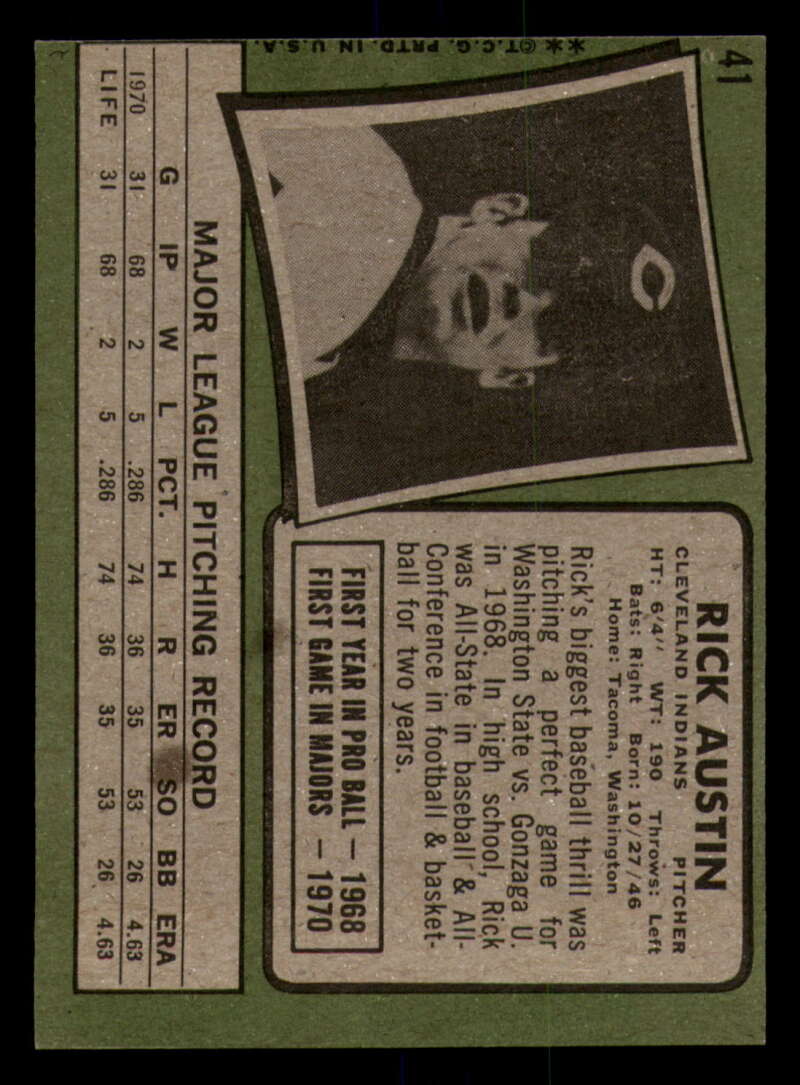 41
**©T.C.G. PRTD. IN U.S.A.
C
RICK AUSTIN
CLEVELAND INDIANS PITCHER
HT: 6'4" WT: 190 Throws: Left
Bats: Right Born: 10/27/46
Home: Tacoma, Washington
Rick's biggest baseball thrill was
pitching a perfect game for
Washington State vs. Gonzaga U.
in 1968. In high school, Rick
was All-State in baseball & All-
Conference in football & basket-
ball for two years.
FIRST YEAR IN PRO BALL — 1968
FIRST GAME IN MAJORS — 1970
MAJOR LEAGUE PITCHING RECORD
G IP W L PCT. H R ER SO BB ERA
1970 31 68 2 5 .286 74 36 35 53 26 4.63
LIFE 31 68 2 5 .286 74 36 35 53 26 4.63